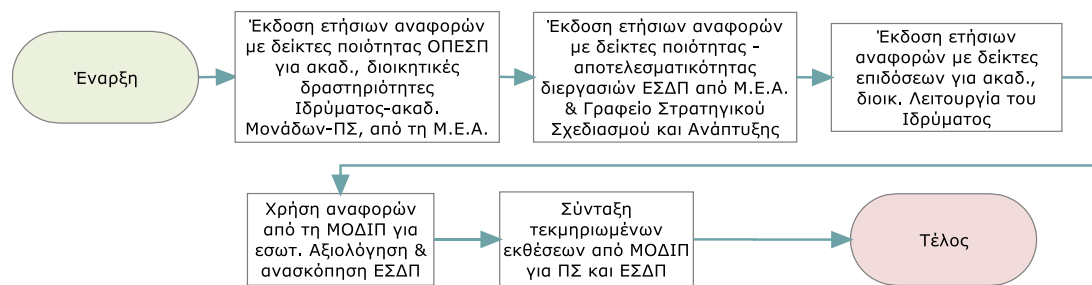 Έναρξη
Έκδοση ετήσιων αναφορών
με δείκτες ποιότητας ΟΠΕΣΠ
για ακαδ., διοικητικές
δραστηριότητες
Ιδρύματος-ακαδ.
Μονάδων-ΠΣ, από τη Μ.Ε.Α.
Έκδοση ετήσιων αναφορών
με δείκτες ποιότητας -
αποτελεσματικότητας
διεργασιών ΕΣΔΠ από Μ.Ε.Α.
& Γραφείο Στρατηγικού
Σχεδιασμού και Ανάπτυξης
Έκδοση ετήσιων
αναφορών με δείκτες
επιδόσεων για ακαδ.,
διοικ. Λειτουργία του
Ιδρύματος
Χρήση αναφορών
από τη ΜΟΔΙΠ για
εσωτ. Αξιολόγηση &
ανασκόπηση ΕΣΔΠ
Σύνταξη
τεκμηριωμένων
εκθέσεων από ΜΟΔΙΠ
για ΠΣ και ΕΣΔΠ
Τέλος